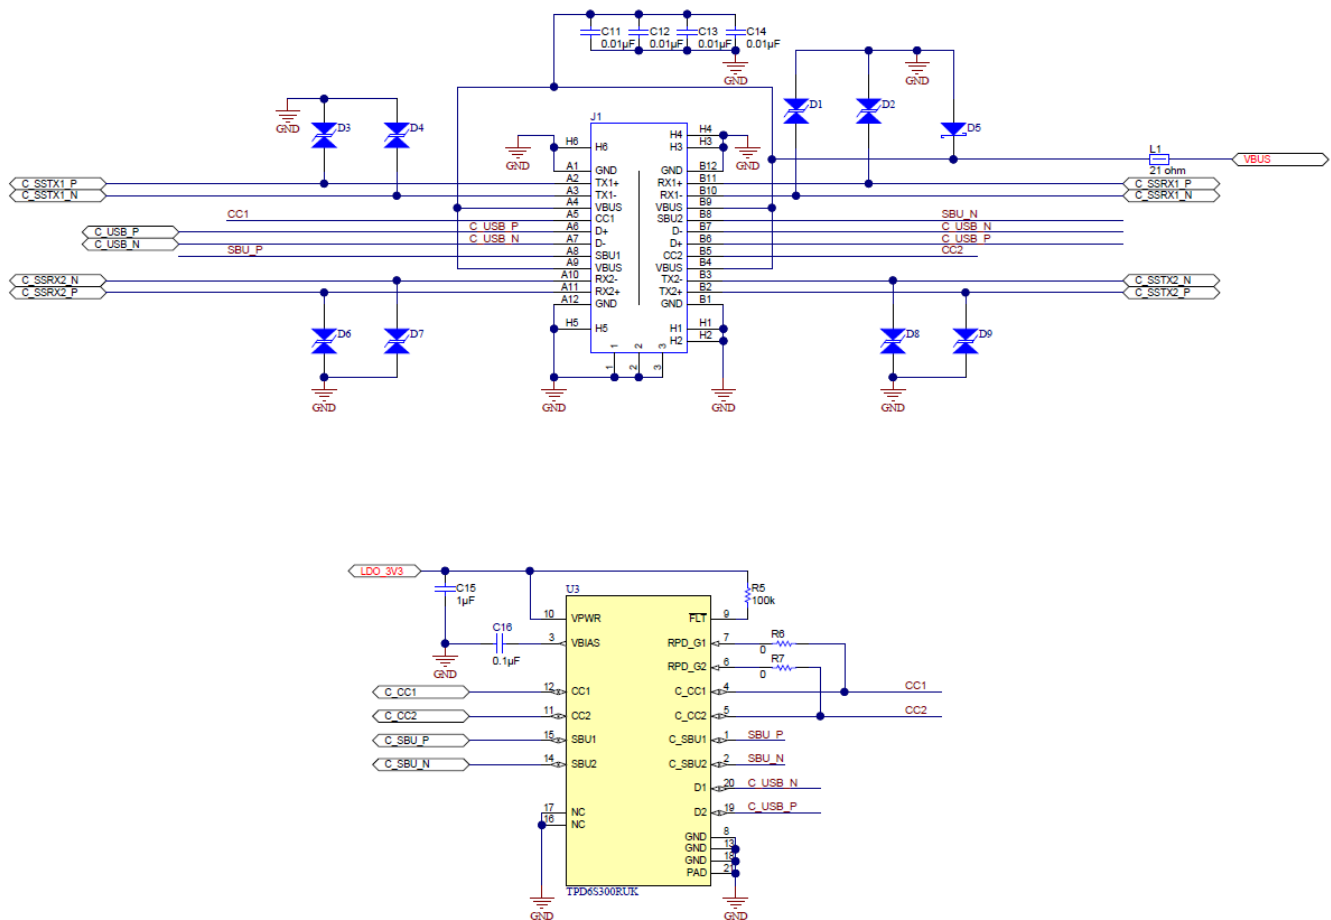 C11 C12 C13 C14
0.01µF 0.01µF 0.01µF 0.01µF
GND
GND
D1 D2 D5
GND D3 D4
J1
L1
21 ohm
VBUS
GND H6 H6 H4 H4 GND
H3 H3
A1 GND GND B12
C_SSTX1_P A2 TX1+ RX1+ B11 C_SSRX1_P
C_SSTX1_N A3 TX1- RX1- B10 C_SSRX1_N
A4 VBUS VBUS B9
CC1 A5 CC1 SBU2 B8 SBU_N
C_USB_P C_USB_P A6 D+ D- B7 C_USB_N
C_USB_N C_USB_N A7 D- D+ B6 C_USB_P
SBU_P A8 SBU1 CC2 B5 CC2
A9 VBUS VBUS B4
C_SSRX2_N A10 RX2- TX2- B3 C_SSTX2_N
C_SSRX2_P A11 RX2+ TX2+ B2 C_SSTX2_P
A12 GND GND B1
H5 H5 H1 H1
H2 H2
D6 D7 D8 D9
1 2 3
1 2 3
GND GND GND GND
LDO_3V3
C15
1µF
U3
R5
100k
10 VPWR FLT 9
C16
0.1µF
3 VBIAS RPD_G1 7 R6
0
GND
RPD_G2 6 R7
0
C_CC1 12 CC1 C_CC1 4 CC1
C_CC2 11 CC2 C_CC2 5 CC2
C_SBU_P 15 SBU1 C_SBU1 1 SBU_P
C_SBU_N 14 SBU2 C_SBU2 2 SBU_N
D1 20 C_USB_N
17 NC D2 19 C_USB_P
16 NC
GND 8
GND 13
GND 18
PAD 21
TPD6S300RUK
GND GND